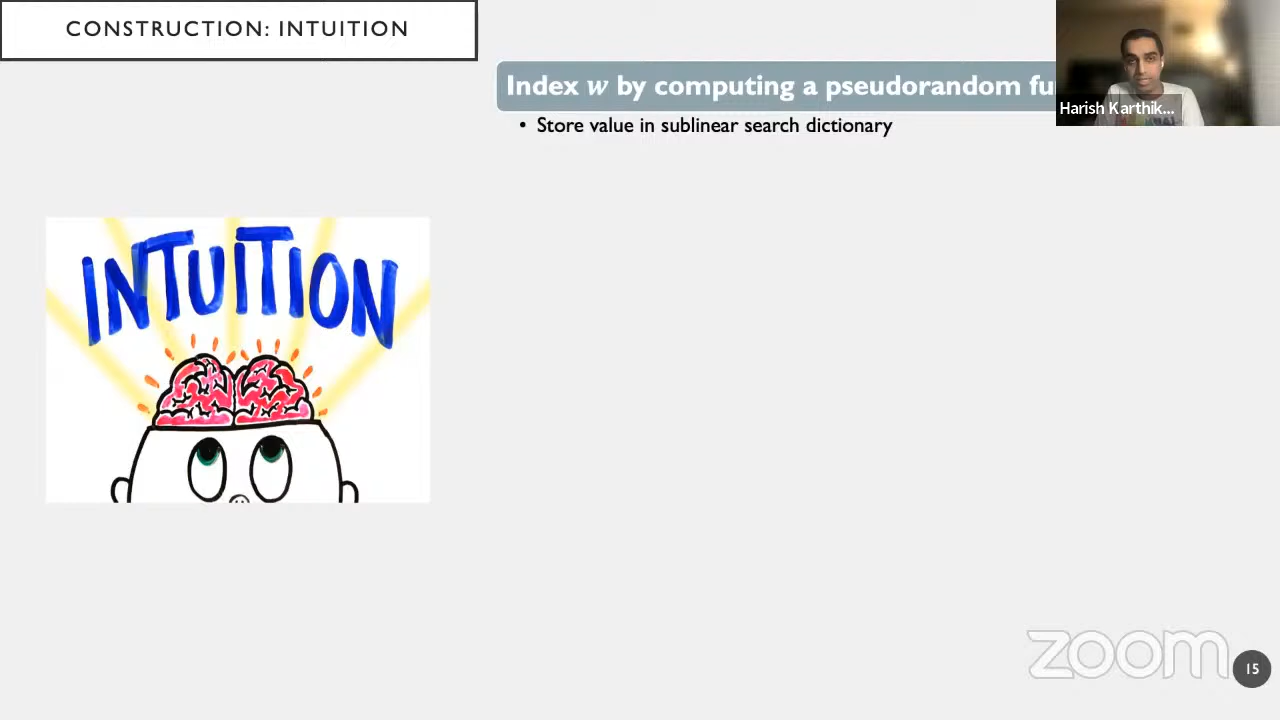 CONSTRUCTION: INTUITION
Index w by computing a pseudorandom fu
Harish Karthik...
• Store value in sublinear search dictionary
INTUITION
zoom
15